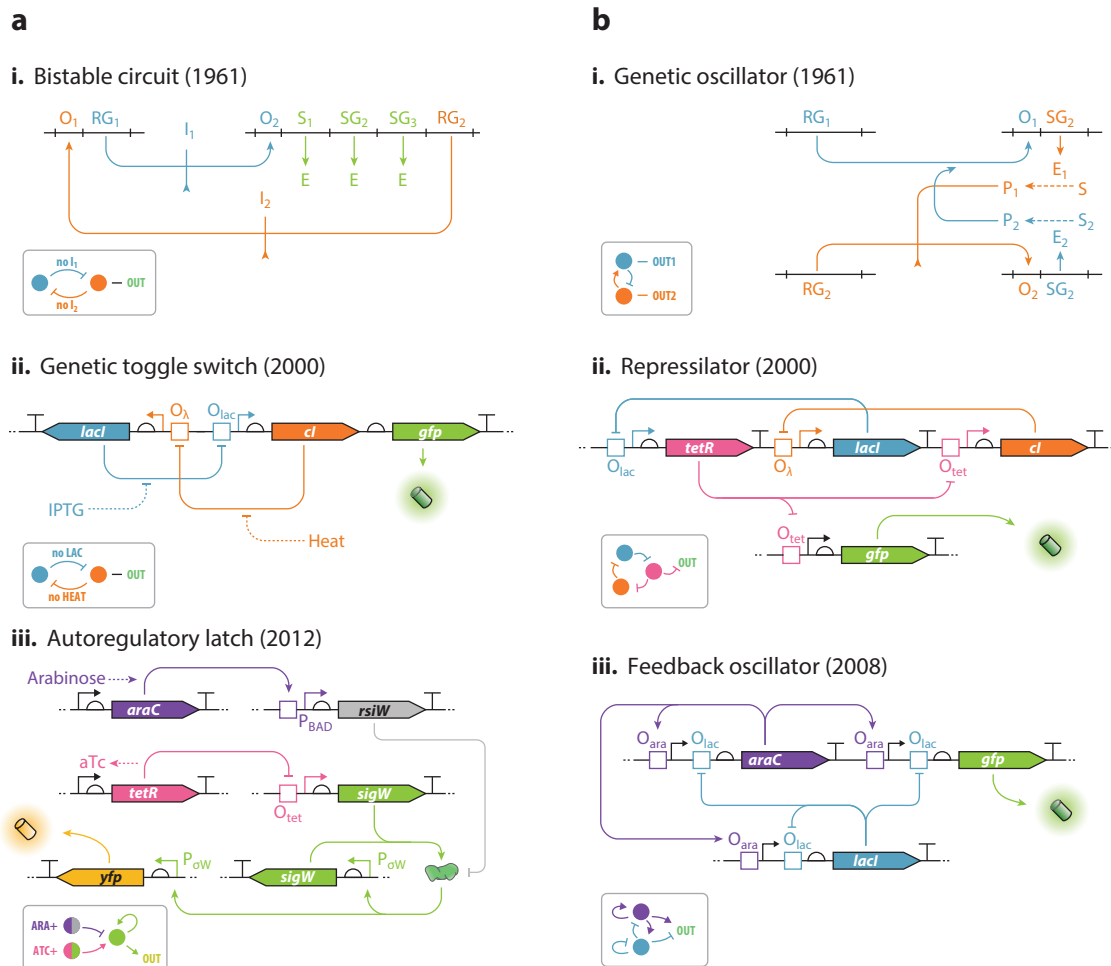 a
i. Bistable circuit (1961)
O1 RG1 I1 O2 S1 SG2 SG3 RG2
E E E
I2
no I1
OUT
no I2
ii. Genetic toggle switch (2000)
Oλ Olac
lacI cI gfp
IPTG
Heat
no LAC
OUT
no HEAT
iii. Autoregulatory latch (2012)
Arabinose
araC PBAD rsiW
aTc
tetR Otet sigW
PσW PσW
yfp sigW
ARA+
ATC+
OUT
b
i. Genetic oscillator (1961)
RG1 O1 SG2
E1
P1 S
P2 S2
E2
OUT1
OUT2
RG2 O2 SG2
ii. Repressilator (2000)
tetR lacI cI
Olac Oλ Otet
Otet
gfp
OUT
iii. Feedback oscillator (2008)
Oara Olac Oara Olac
araC gfp
Oara Olac
lacI
OUT